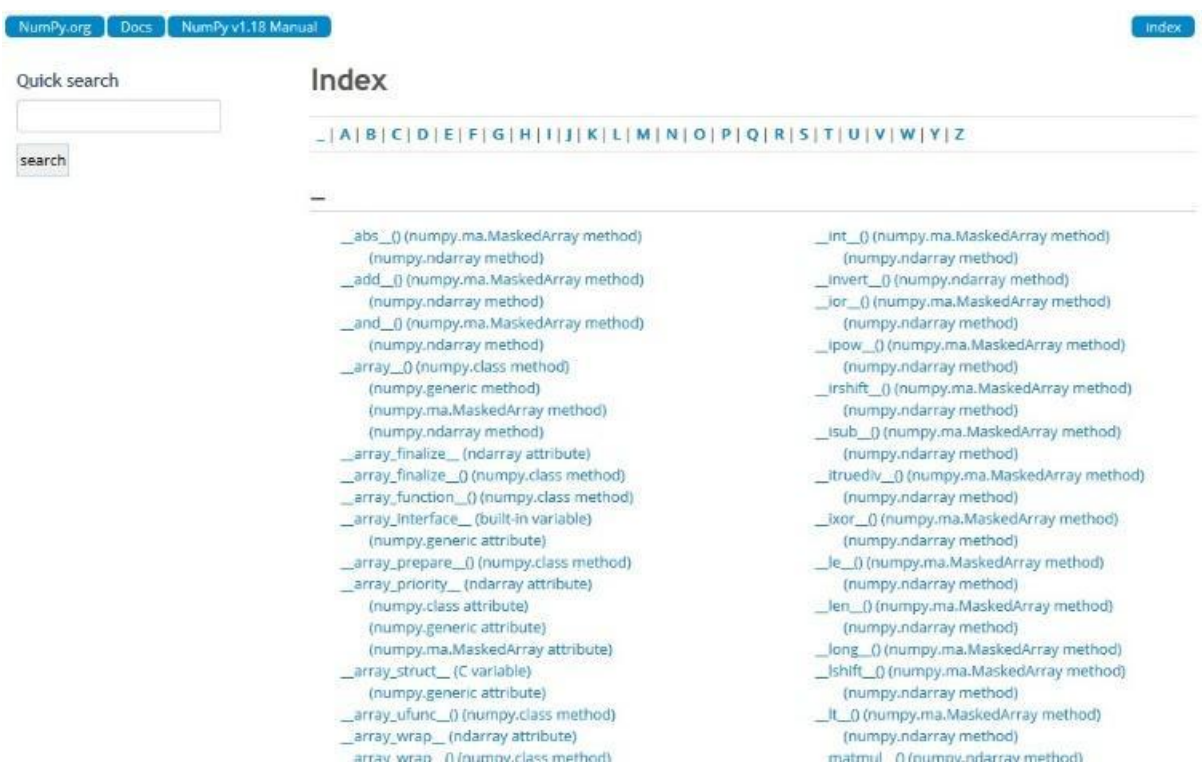 NumPy.org Docs NumPy v1.18 Manual index
Quick search
search
Index
_ | A | B | C | D | E | F | G | H | I | J | K | L | M | N | O | P | Q | R | S | T | U | V | W | Y | Z
_
__abs__() (numpy.ma.MaskedArray method)
(numpy.ndarray method)
__add__() (numpy.ma.MaskedArray method)
(numpy.ndarray method)
__and__() (numpy.ma.MaskedArray method)
(numpy.ndarray method)
__array__() (numpy.class method)
(numpy.generic method)
(numpy.ma.MaskedArray method)
(numpy.ndarray method)
__array_finalize__ (ndarray attribute)
__array_finalize__() (numpy.class method)
__array_function__() (numpy.class method)
__array_interface__ (built-in variable)
(numpy.generic attribute)
__array_prepare__() (numpy.class method)
__array_priority__ (ndarray attribute)
(numpy.class attribute)
(numpy.generic attribute)
(numpy.ma.MaskedArray attribute)
__array_struct__ (C variable)
(numpy.generic attribute)
__array_ufunc__() (numpy.class method)
__array_wrap__ (ndarray attribute)
__array_wrap__() (numpy.class method)
__int__() (numpy.ma.MaskedArray method)
(numpy.ndarray method)
__invert__() (numpy.ndarray method)
__ior__() (numpy.ma.MaskedArray method)
(numpy.ndarray method)
__ipow__() (numpy.ma.MaskedArray method)
(numpy.ndarray method)
__irshift__() (numpy.ma.MaskedArray method)
(numpy.ndarray method)
__isub__() (numpy.ma.MaskedArray method)
(numpy.ndarray method)
__itruediv__() (numpy.ma.MaskedArray method)
(numpy.ndarray method)
__ixor__() (numpy.ma.MaskedArray method)
(numpy.ndarray method)
__le__() (numpy.ma.MaskedArray method)
(numpy.ndarray method)
__len__() (numpy.ma.MaskedArray method)
(numpy.ndarray method)
__long__() (numpy.ma.MaskedArray method)
__lshift__() (numpy.ma.MaskedArray method)
(numpy.ndarray method)
__lt__() (numpy.ma.MaskedArray method)
(numpy.ndarray method)
__matmul__() (numpy.ndarray method)